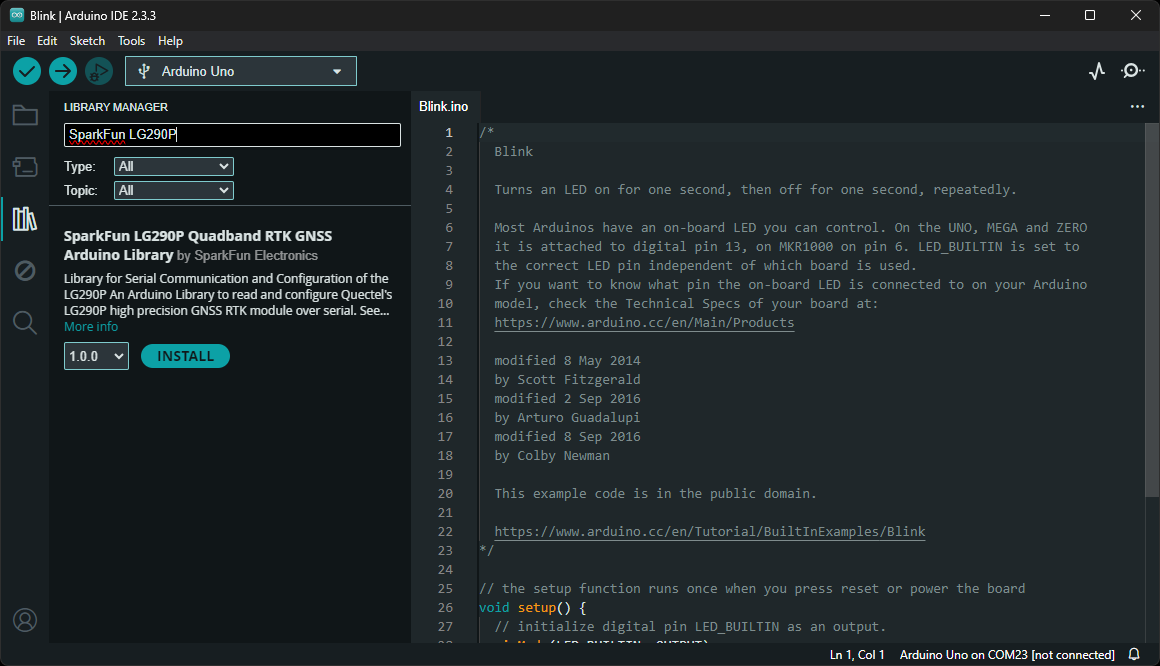 Blink | Arduino IDE 2.3.3
File Edit Sketch Tools Help
Arduino Uno
LIBRARY MANAGER
SparkFun LG290P
Type: All
Topic: All
SparkFun LG290P Quadband RTK GNSS
Arduino Library by SparkFun Electronics
Library for Serial Communication and Configuration of the
LG290P An Arduino Library to read and configure Quectel's
LG290P high precision GNSS RTK module over serial. See...
More info
1.0.0 INSTALL
Blink.ino
1 /*
2 Blink
3
4 Turns an LED on for one second, then off for one second, repeatedly.
5
6 Most Arduinos have an on-board LED you can control. On the UNO, MEGA and ZERO
7 it is attached to digital pin 13, on MKR1000 on pin 6. LED_BUILTIN is set to
8 the correct LED pin independent of which board is used.
9 If you want to know what pin the on-board LED is connected to on your Arduino
10 model, check the Technical Specs of your board at:
11 https://www.arduino.cc/en/Main/Products
12
13 modified 8 May 2014
14 by Scott Fitzgerald
15 modified 2 Sep 2016
16 by Arturo Guadalupi
17 modified 8 Sep 2016
18 by Colby Newman
19
20 This example code is in the public domain.
21
22 https://www.arduino.cc/en/Tutorial/BuiltInExamples/Blink
23 */
24
25 // the setup function runs once when you press reset or power the board
26 void setup() {
27 // initialize digital pin LED_BUILTIN as an output.
Ln 1, Col 1 Arduino Uno on COM23 [not connected]